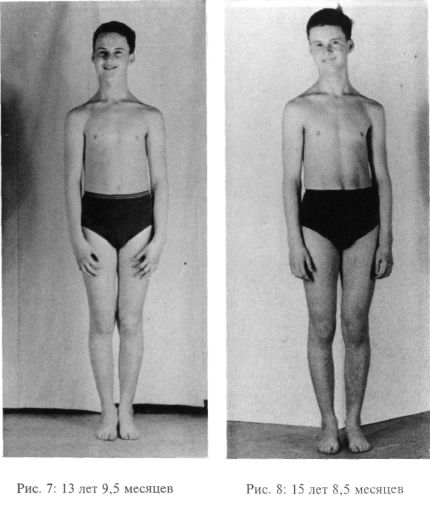 Рис. 7: 13 лет 9,5 месяцев
Рис. 8: 15 лет 8,5 месяцев